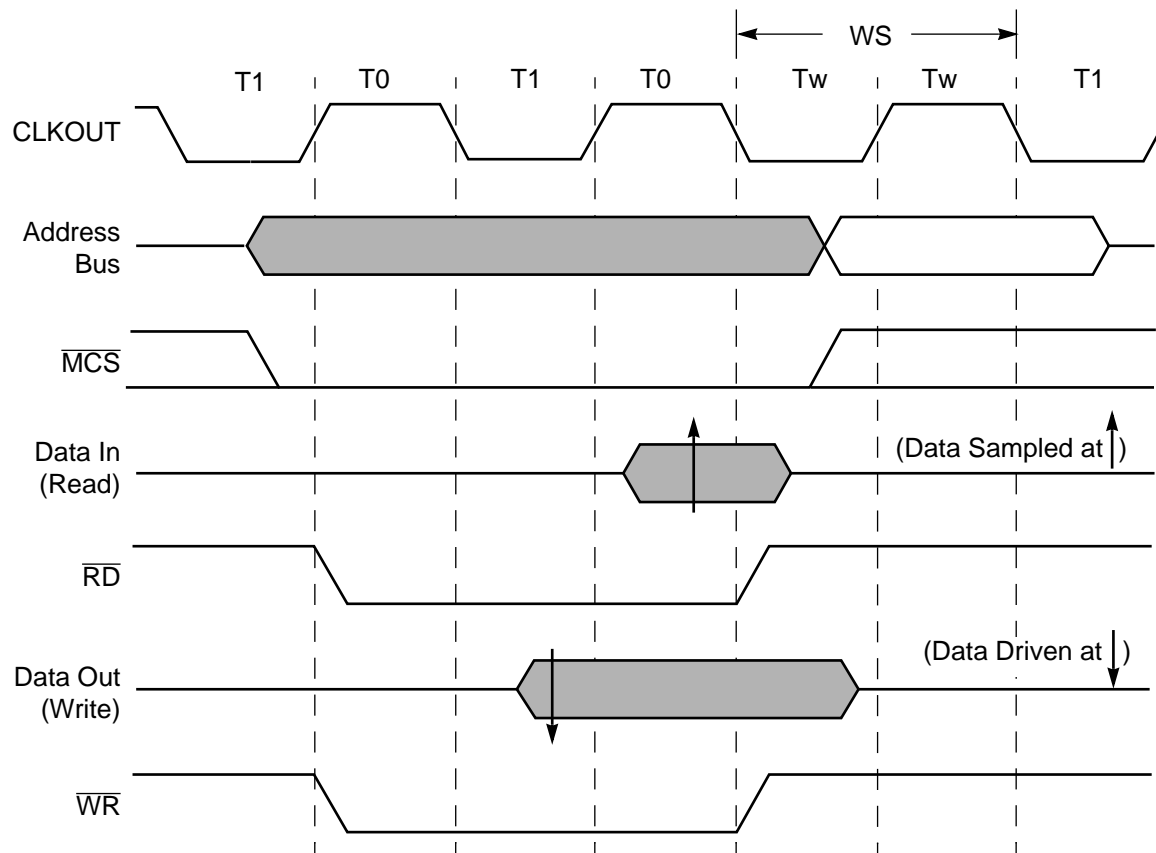 WS
T1 T0 T1 T0 Tw Tw T1
CLKOUT
Address
Bus
MCS
Data In
(Read)
(Data Sampled at )
RD
Data Out
(Write)
(Data Driven at )
WR